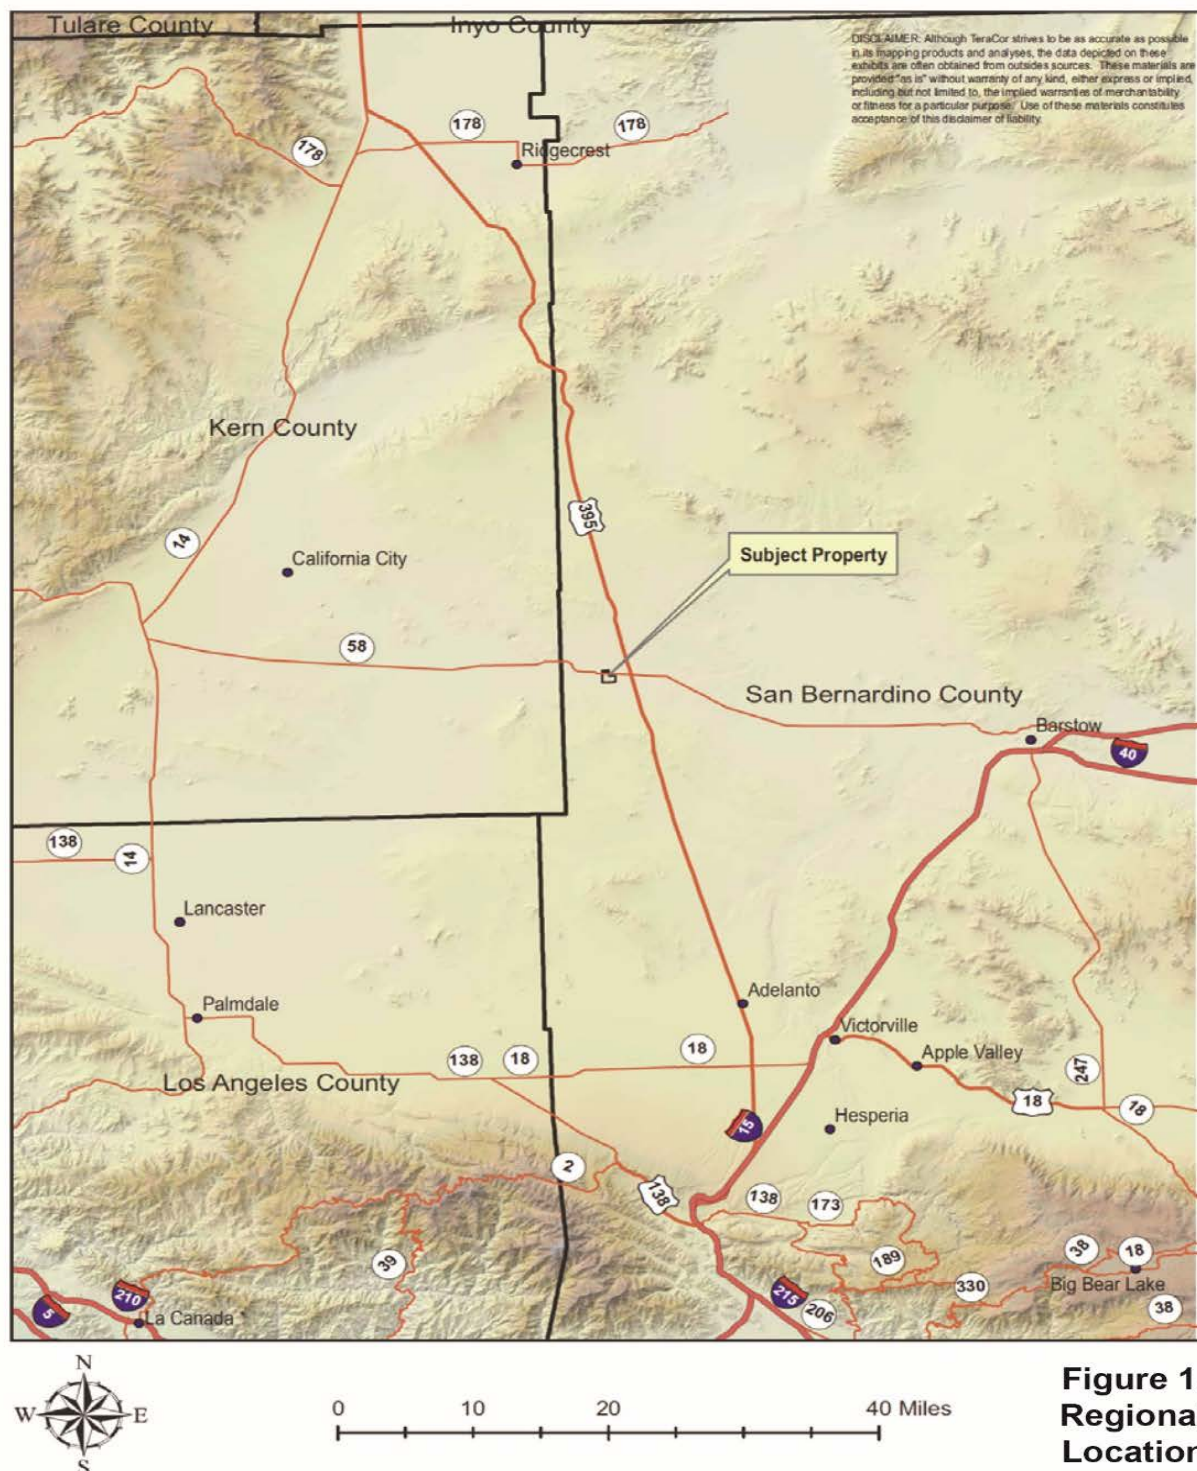 Tulare County
Inyo County
DISCLAIMER: Although TeraCor strives to be as accurate as possible
in its mapping products and analyses, the data depicted on these
exhibits are often obtained from outsides sources. These materials are
provided "as is" without warranty of any kind, either express or implied,
including but not limited to, the implied warranties of merchantability
or fitness for a particular purpose. Use of these materials constitutes
acceptance of this disclaimer of liability.
178
178
178
Ridgecrest
Kern County
395
14
California City
Subject Property
58
San Bernardino County
Barstow
40
138
14
Lancaster
Palmdale
Adelanto
Victorville
138
18
18
Apple Valley
247
Los Angeles County
18
18
15
Hesperia
2
138
138
173
39
189
38
18
330
Big Bear Lake
210
215
206
38
5
La Canada
N
W
E
S
0
10
20
40 Miles
Figure 1
Regiona
Location